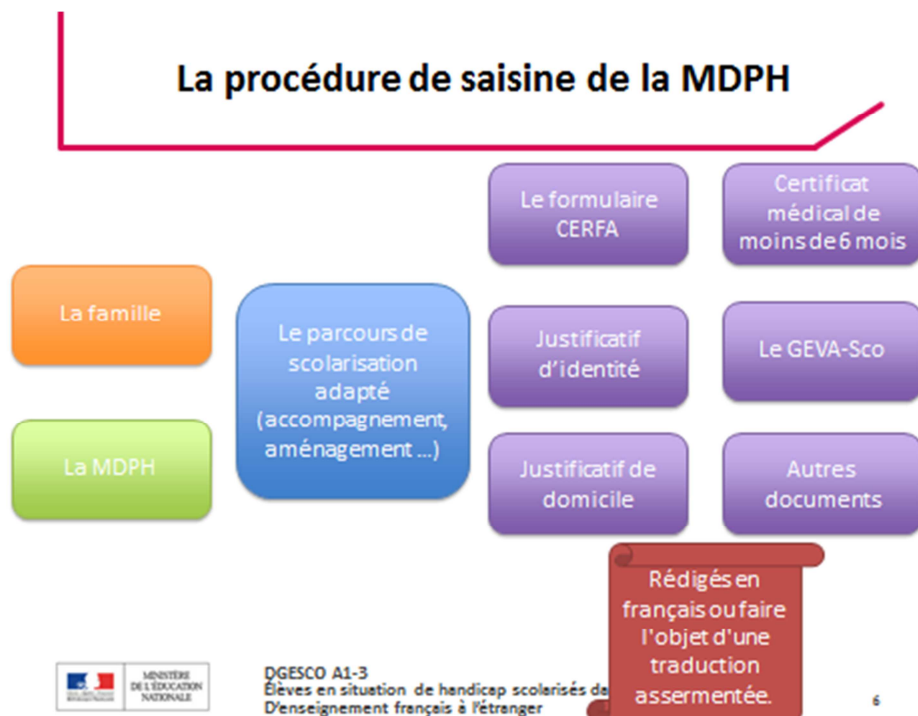 La procédure de saisine de la MDPH
Le formulaire
CERFA
Certificat
médical de
moins de 6 mois
La famille
Le parcours de
scolarisation
adapté
(accompagnement,
aménagement ...)
Justificatif
d'identité
Le GEVA-Sco
La MDPH
Justificatif de
domicile
Autres
documents
Rédigés en
français ou faire
l'objet d'une
traduction
assermentée.
MINISTÈRE
DE L'ÉDUCATION
NATIONALE
DGESCO A1-3
Élèves en situation de handicap scolarisés da
D'enseignement français à l'étranger
6